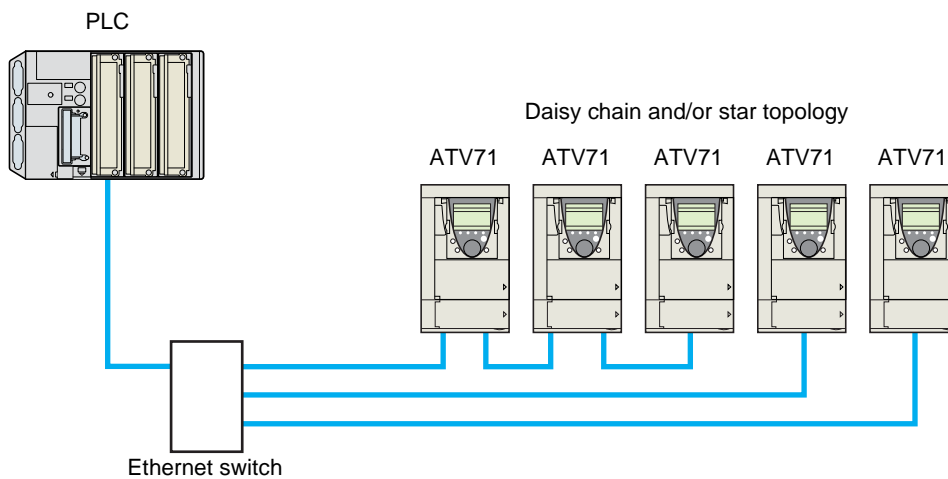 PLC
Daisy chain and/or star topology
ATV71 ATV71 ATV71 ATV71 ATV71
Ethernet switch